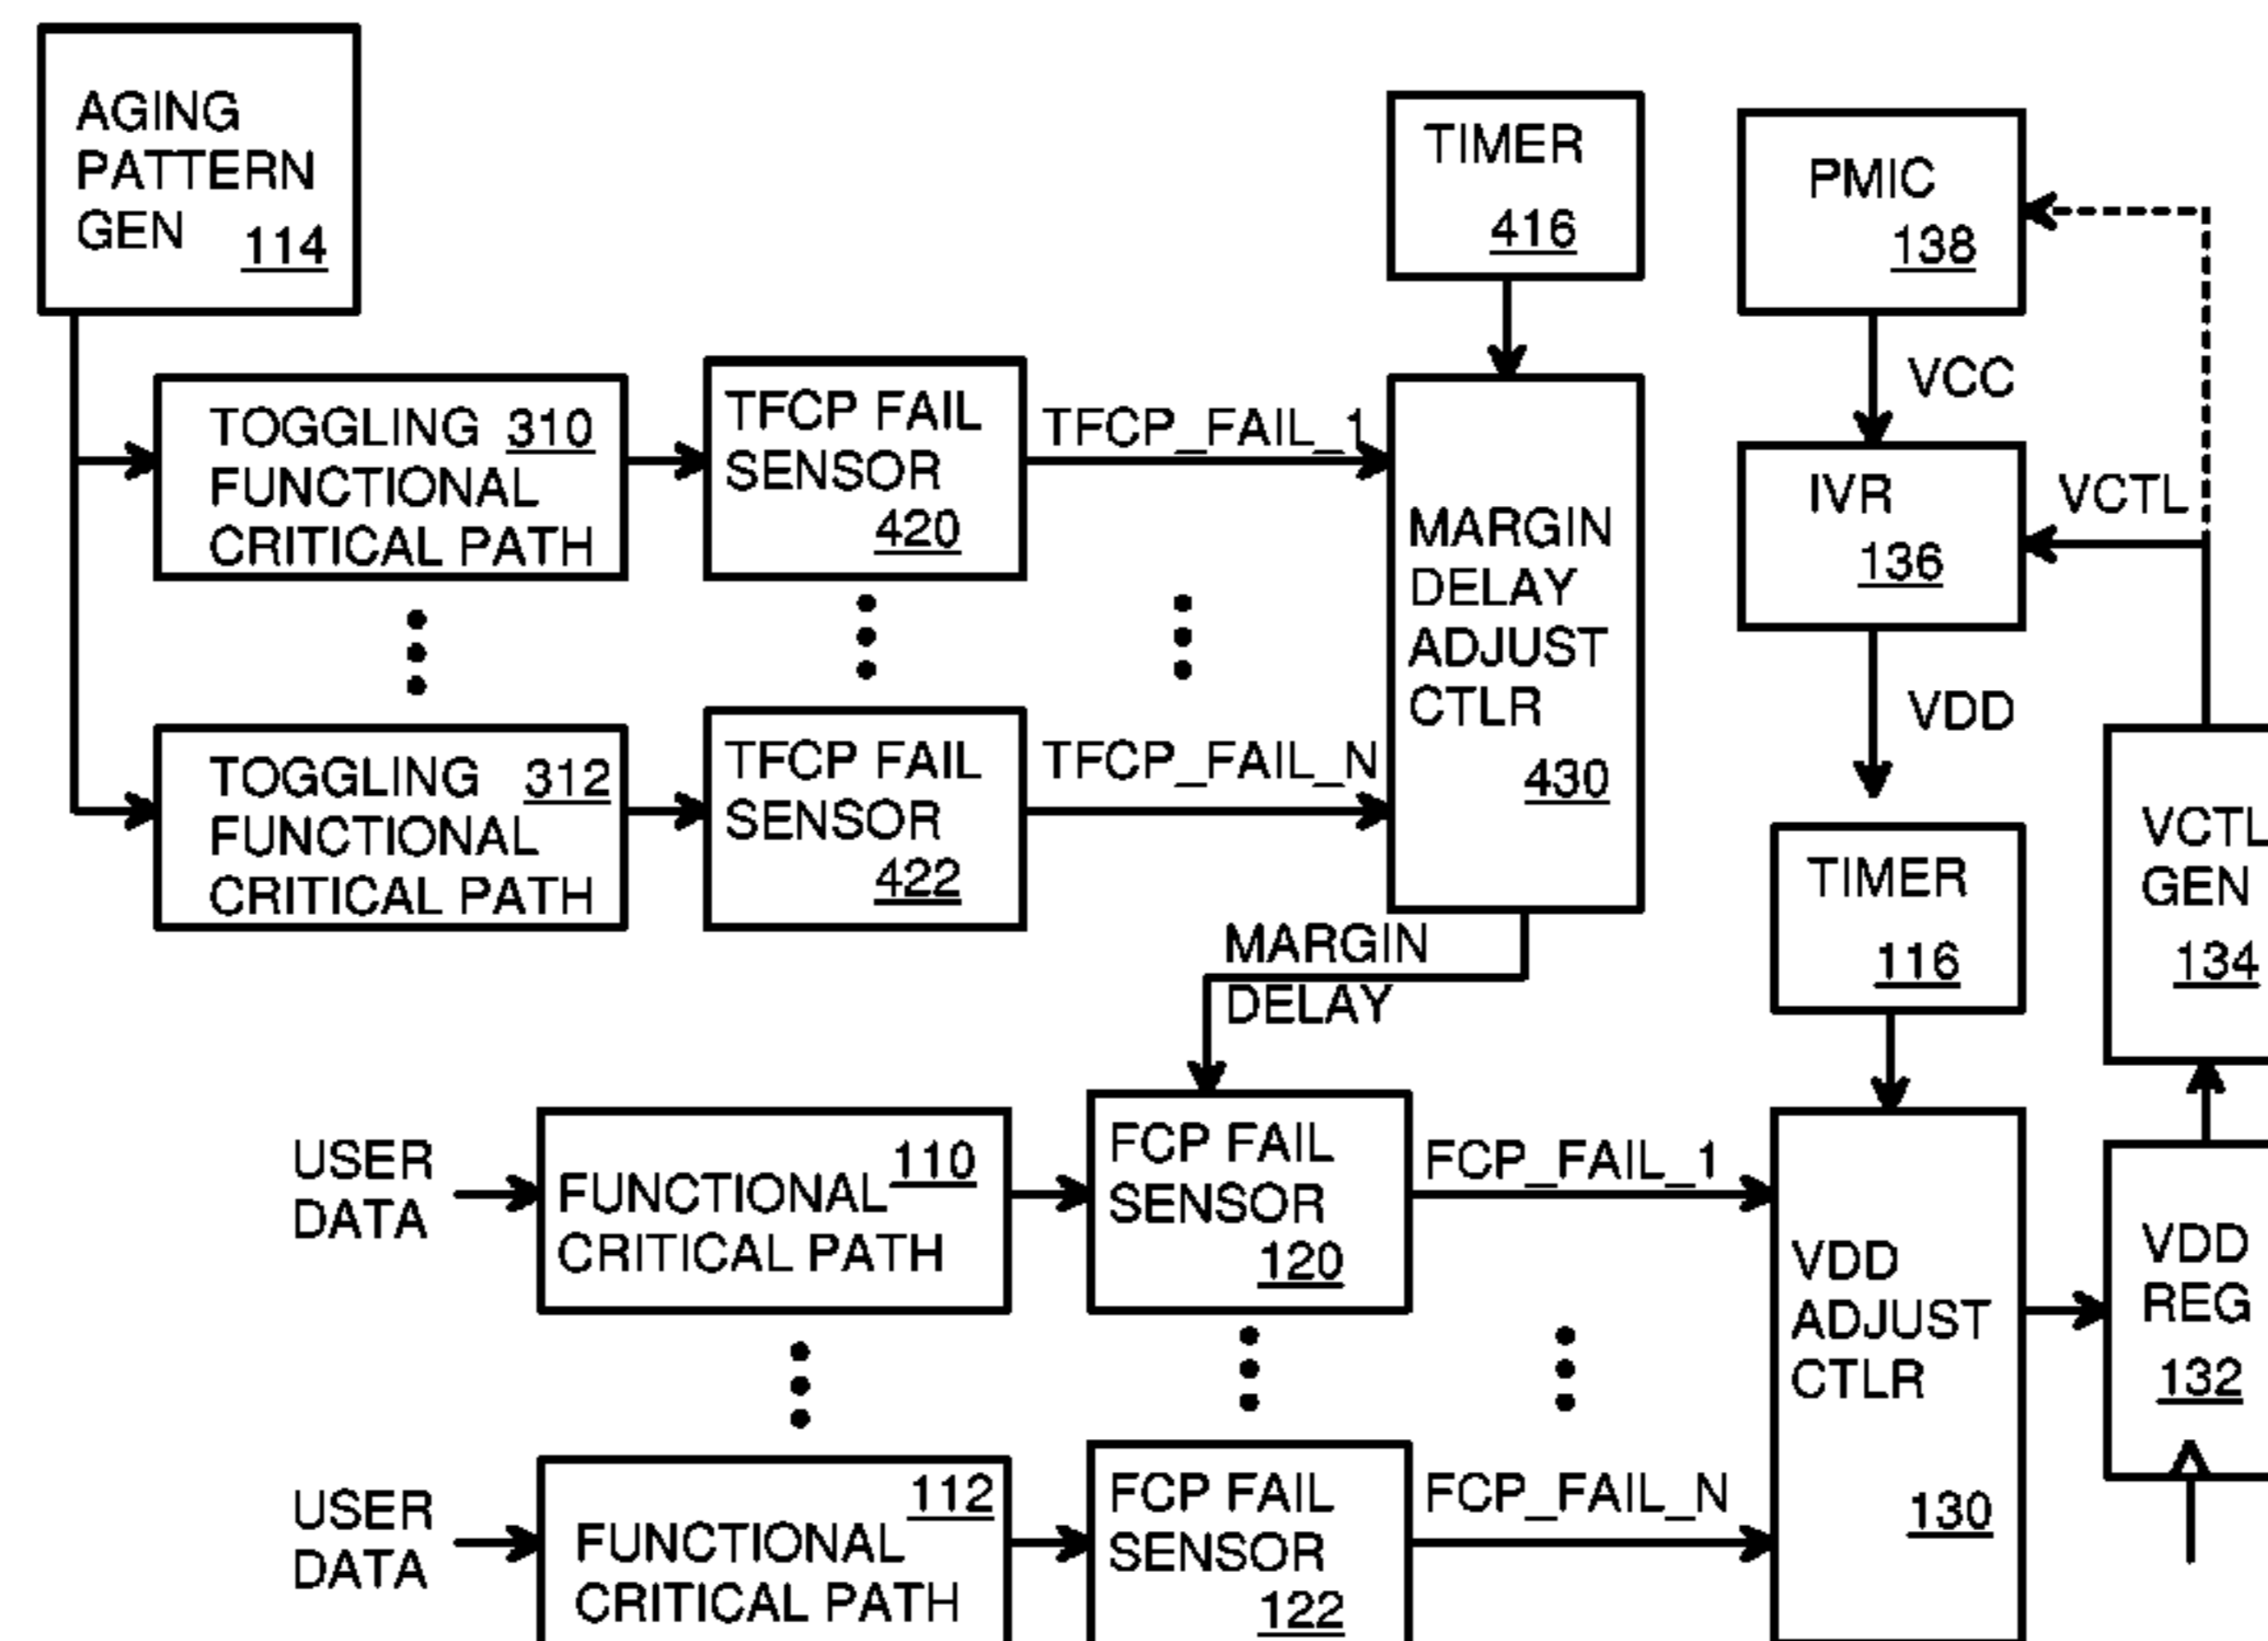 AGING
PATTERN
GEN 114
TIMER
416
PMIC
138
VCC
TOGGLING 310
FUNCTIONAL
CRITICAL PATH
TFCP FAIL
SENSOR
420
TFCP_FAIL_1
MARGIN
DELAY
ADJUST
CTLR
430
IVR
136
VCTL
VDD
TOGGLING 312
FUNCTIONAL
CRITICAL PATH
TFCP FAIL
SENSOR
422
TFCP_FAIL_N
TIMER
116
VCTL
GEN
134
MARGIN
DELAY
USER
DATA
FUNCTIONAL 110
CRITICAL PATH
FCP FAIL
SENSOR
120
FCP_FAIL_1
VDD
ADJUST
CTLR
130
VDD
REG
132
USER
DATA
112
FUNCTIONAL
CRITICAL PATH
FCP FAIL
SENSOR
122
FCP_FAIL_N